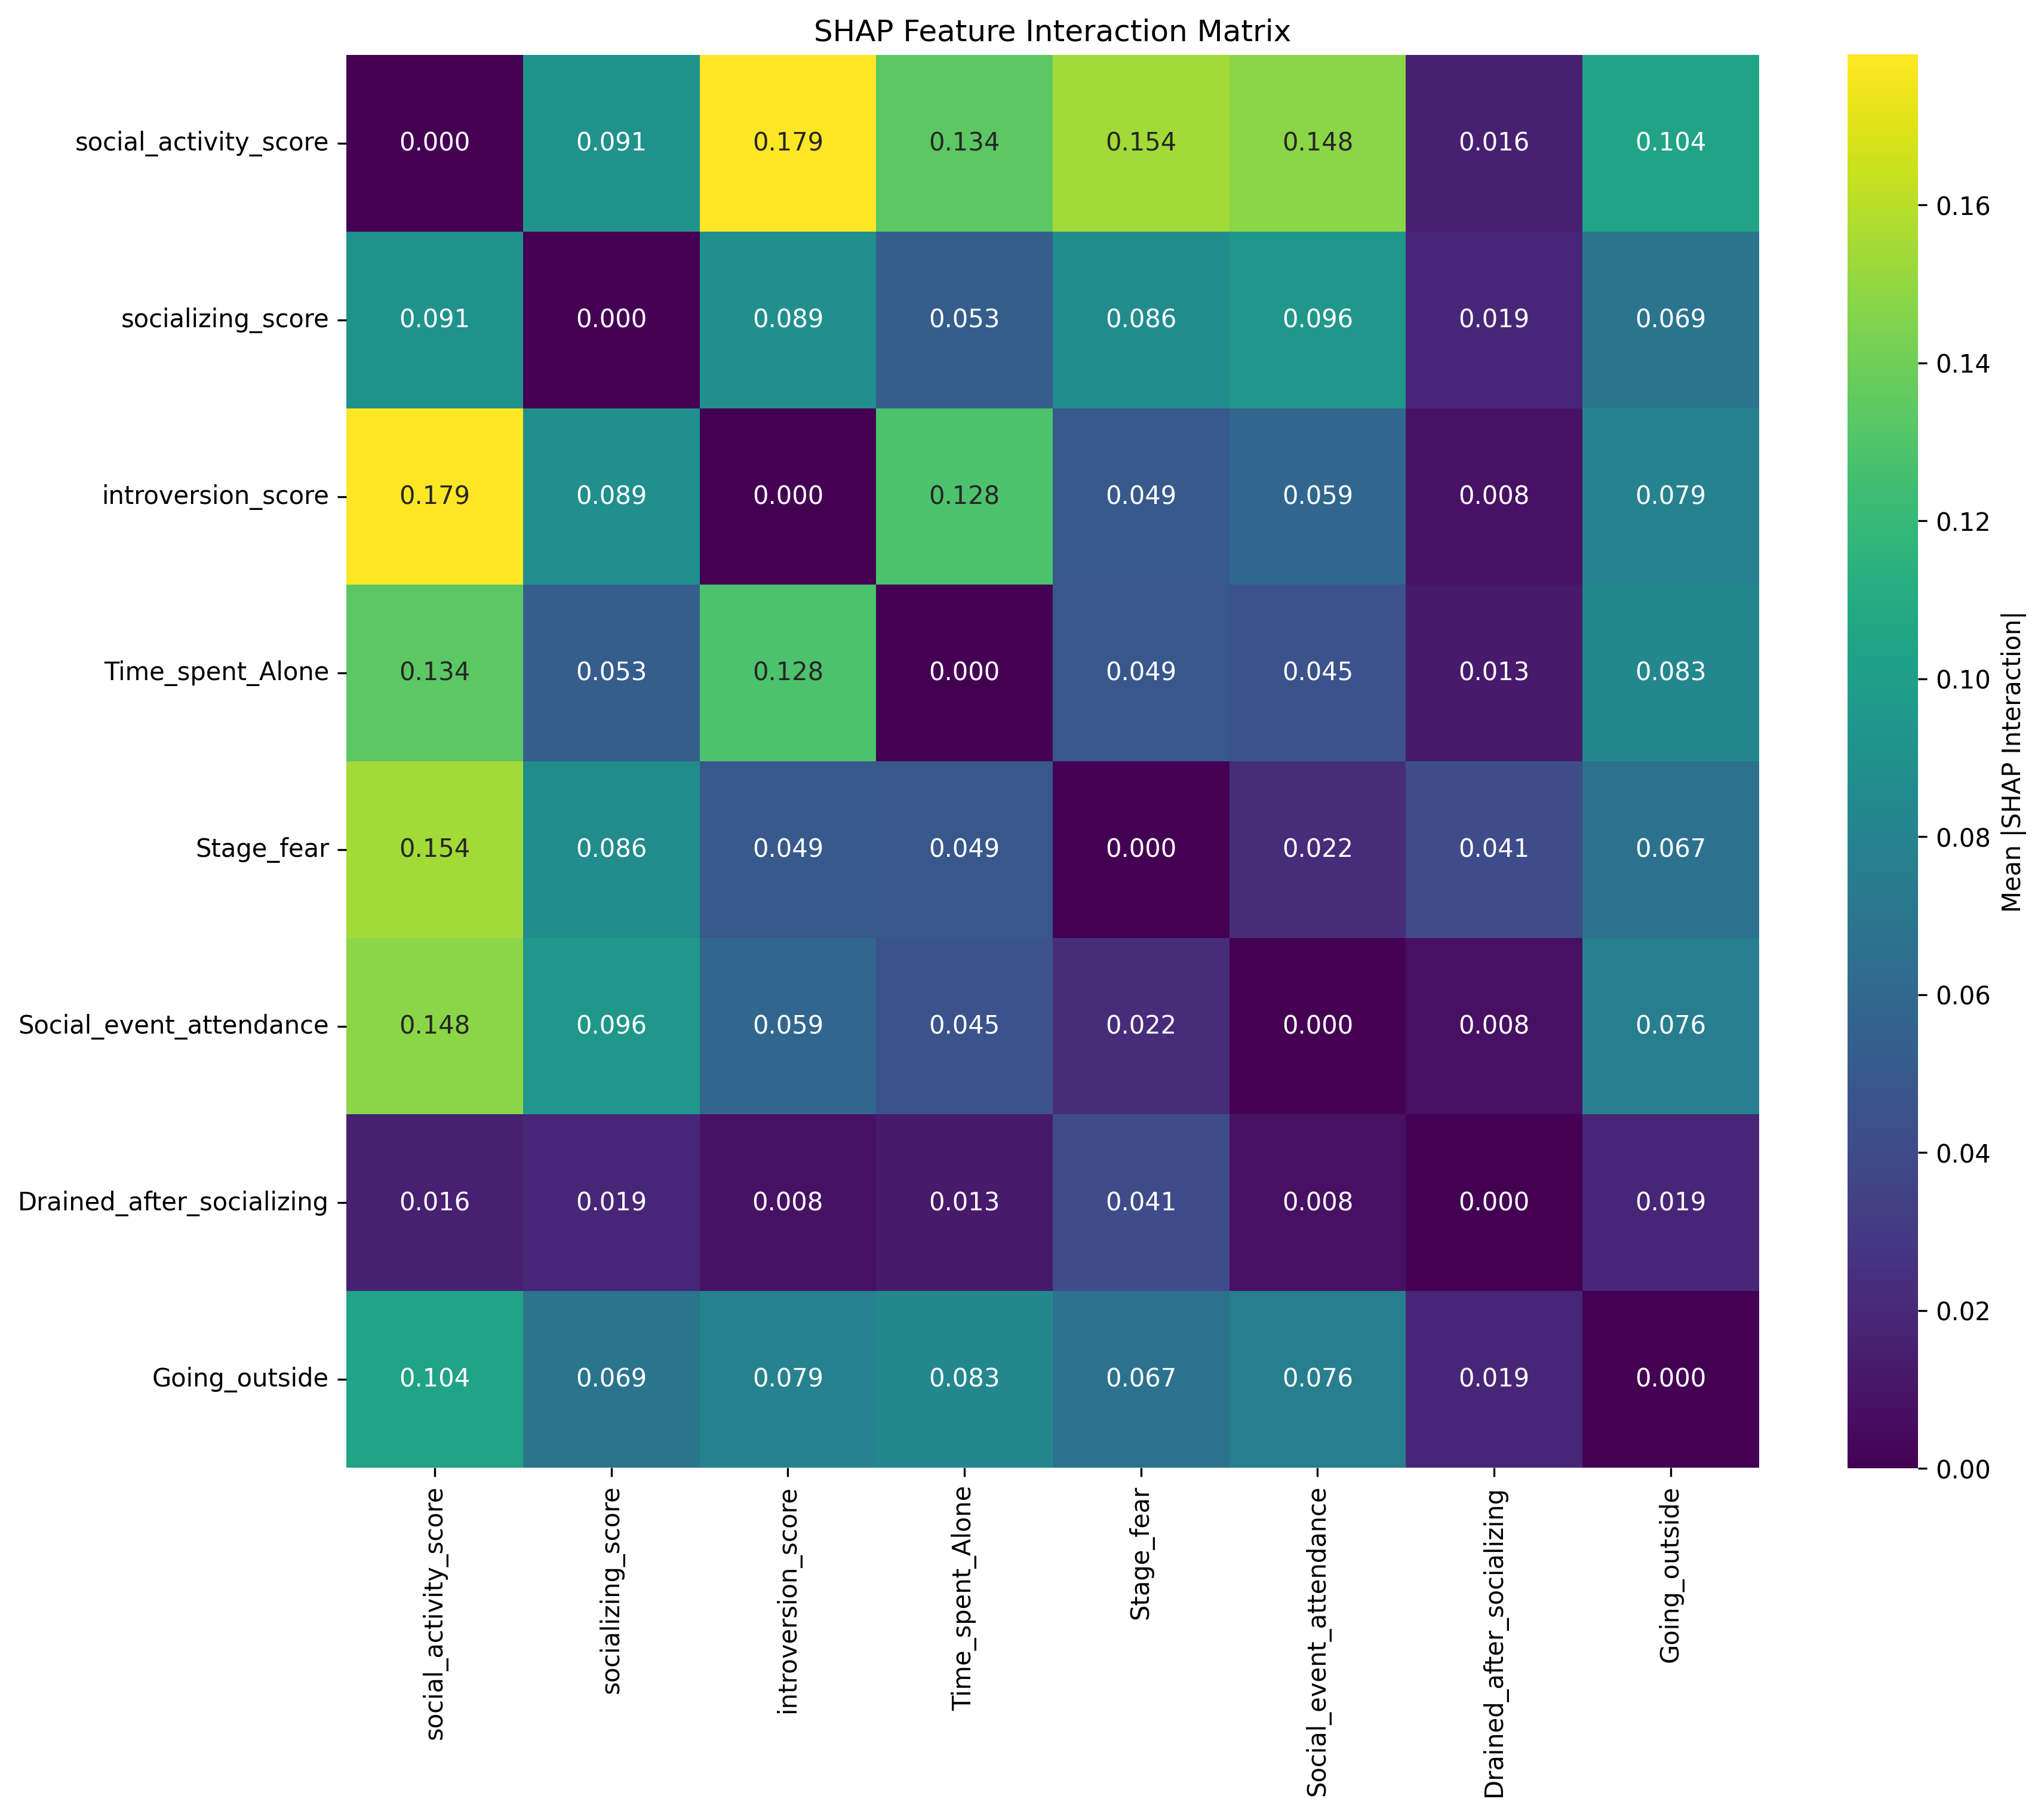 SHAP Feature Interaction Matrix
social_activity_score 0.000 0.091 0.179 0.134 0.154 0.148 0.016 0.104
socializing_score 0.091 0.000 0.089 0.053 0.086 0.096 0.019 0.069
introversion_score 0.179 0.089 0.000 0.128 0.049 0.059 0.008 0.079
Time_spent_Alone 0.134 0.053 0.128 0.000 0.049 0.045 0.013 0.083
Stage_fear 0.154 0.086 0.049 0.049 0.000 0.022 0.041 0.067
Social_event_attendance 0.148 0.096 0.059 0.045 0.022 0.000 0.008 0.076
Drained_after_socializing 0.016 0.019 0.008 0.013 0.041 0.008 0.000 0.019
Going_outside 0.104 0.069 0.079 0.083 0.067 0.076 0.019 0.000
social_activity_score
socializing_score
introversion_score
Time_spent_Alone
Stage_fear
Social_event_attendance
Drained_after_socializing
Going_outside
0.16
0.14
0.12
0.10
0.08
0.06
0.04
0.02
0.00
Mean |SHAP Interaction|